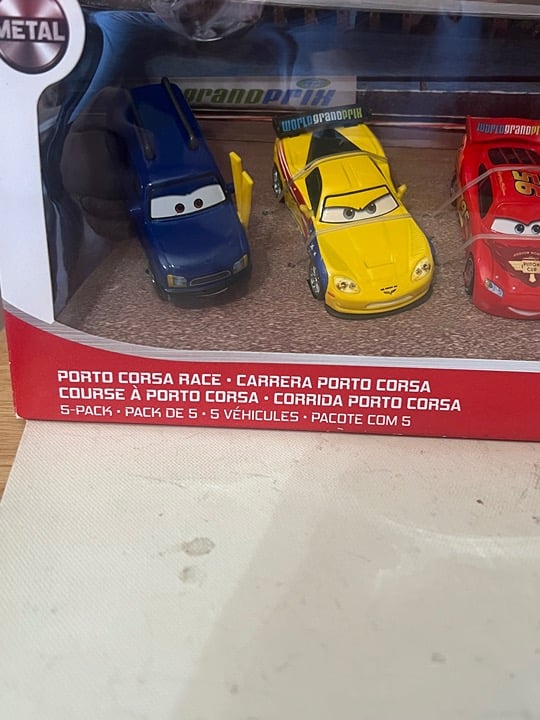 METAL
grandPRIX
WORLDGRANDPRIX
WORLDGRANDPRIX
95
PORTO CORSA RACE • CARRERA PORTO CORSA
COURSE À PORTO CORSA • CORRIDA PORTO CORSA
5-PACK • PACK DE 5 • 5 VÉHICULES • PACOTE COM 5